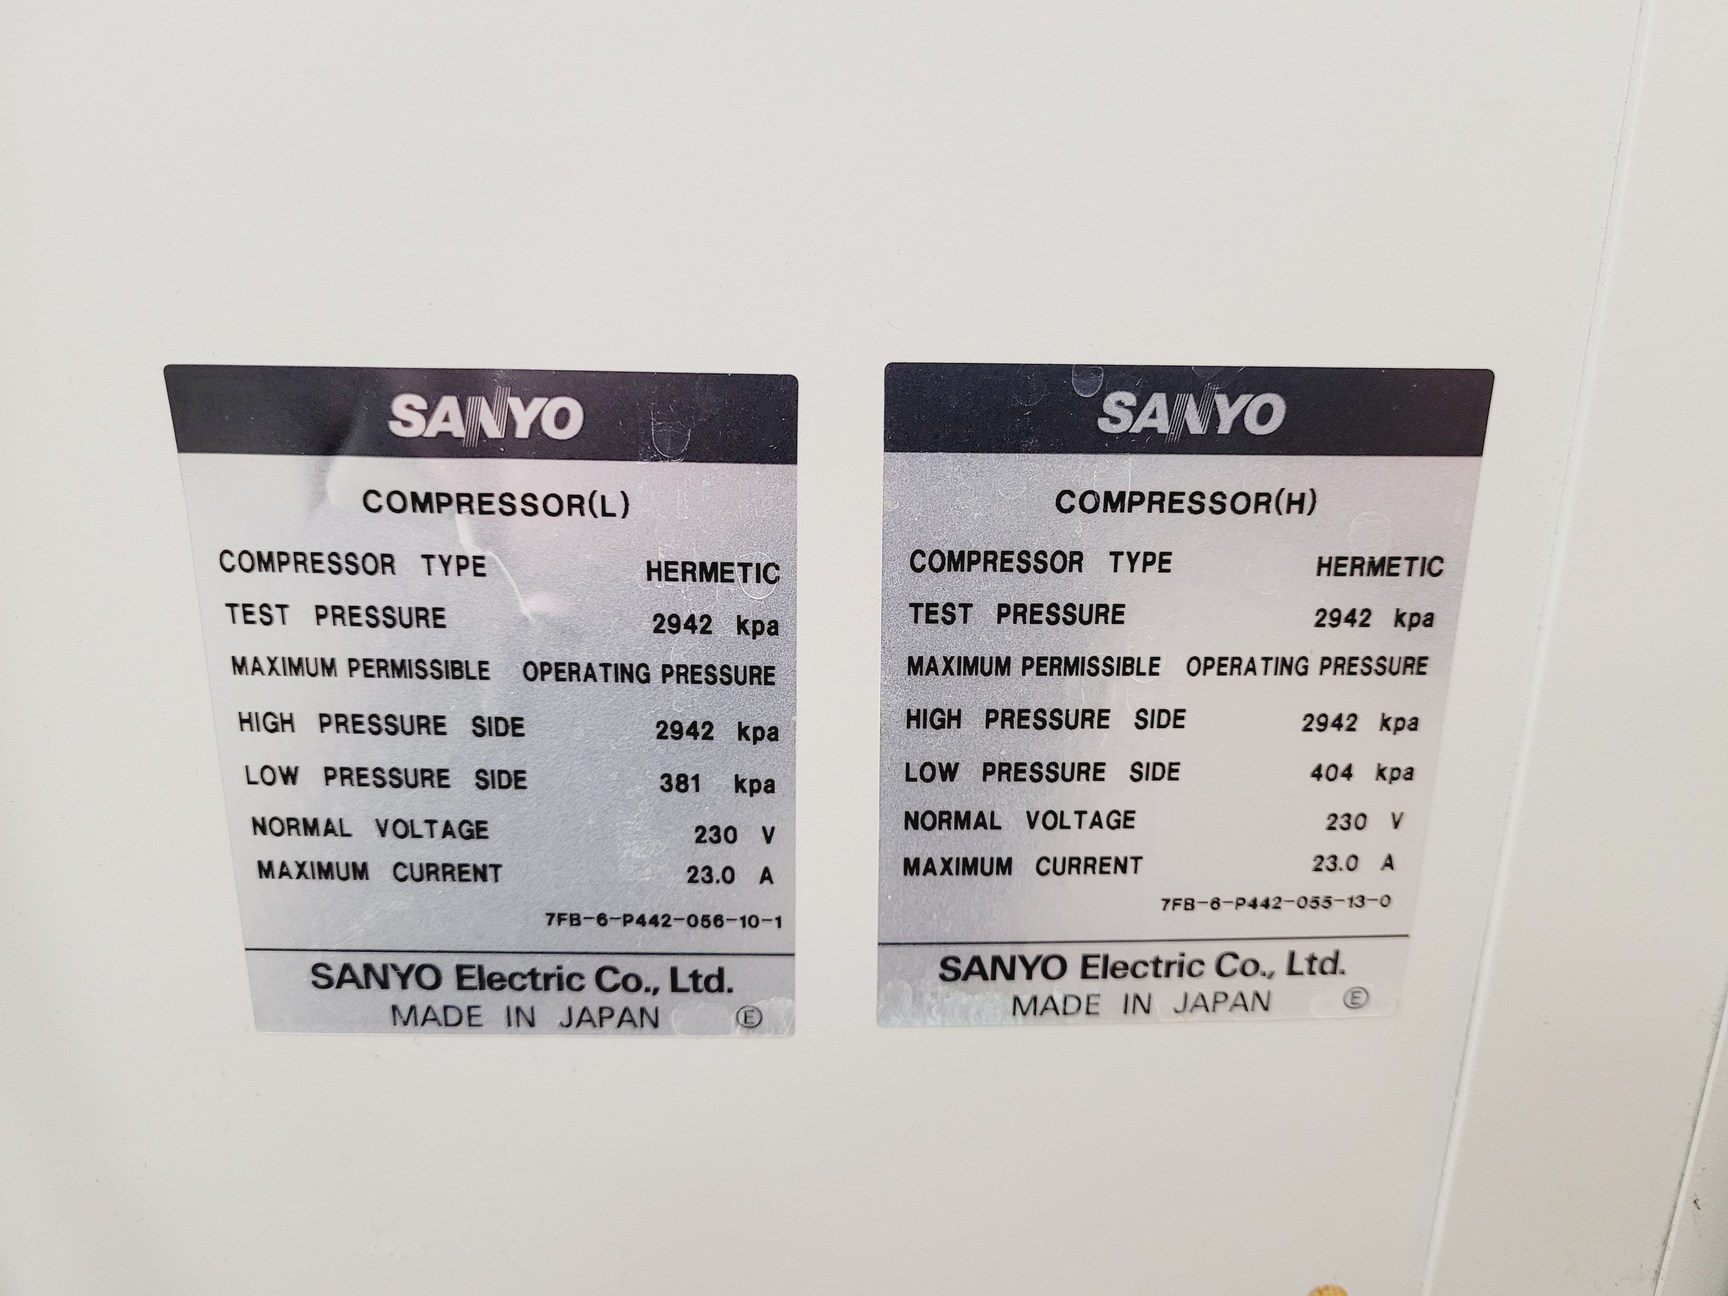 SANYO
COMPRESSOR(L)
COMPRESSOR TYPE HERMETIC
TEST PRESSURE 2942 kpa
MAXIMUM PERMISSIBLE OPERATING PRESSURE
HIGH PRESSURE SIDE 2942 kpa
LOW PRESSURE SIDE 381 kpa
NORMAL VOLTAGE 230 V
MAXIMUM CURRENT 23.0 A
7FB-6-P442-056-10-1
SANYO Electric Co., Ltd.
MADE IN JAPAN Ⓔ
SANYO
COMPRESSOR(H)
COMPRESSOR TYPE HERMETIC
TEST PRESSURE 2942 kpa
MAXIMUM PERMISSIBLE OPERATING PRESSURE
HIGH PRESSURE SIDE 2942 kpa
LOW PRESSURE SIDE 404 kpa
NORMAL VOLTAGE 230 V
MAXIMUM CURRENT 23.0 A
7FB-6-P442-055-13-0
SANYO Electric Co., Ltd.
MADE IN JAPAN Ⓔ